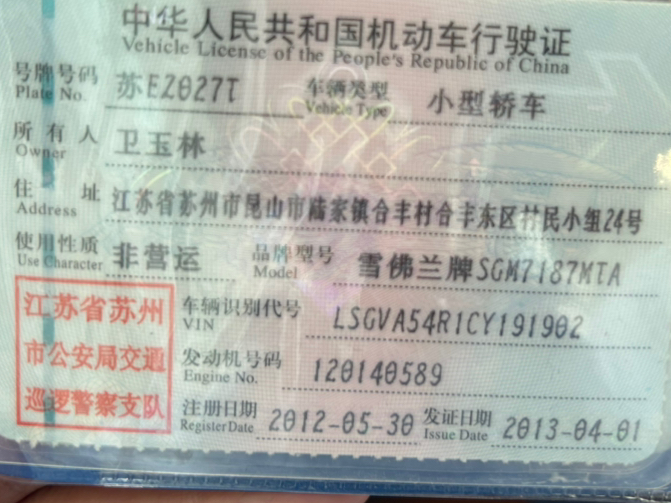 中华人民共和国机动车行驶证
Vehicle License of the People's Republic of China
号牌号码 苏EZ027T 车辆类型 小型轿车
Plate No. Vehicle Type
所有人 卫玉林
Owner
住址 江苏省苏州市昆山市陆家镇合丰村合丰东区村民小组24号
Address
使用性质 非营运 品牌型号 雪佛兰牌SGM7187MTA
Use Character Model
江苏省苏州 车辆识别代号 LSGVA54R1CY191902
VIN
市公安局交通 发动机号码 120140589
Engine No.
巡逻警察支队 注册日期 2012-05-30 发证日期 2013-04-01
Register Date Issue Date